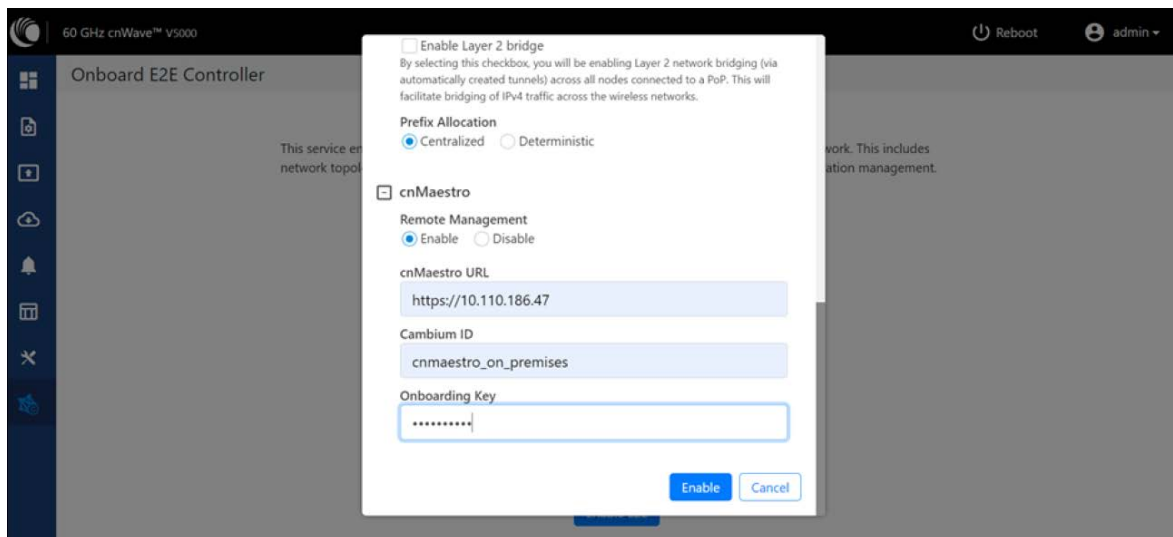 60 GHz cnWave™ V5000
Reboot
admin
Onboard E2E Controller
Enable Layer 2 bridge
By selecting this checkbox, you will be enabling Layer 2 network bridging (via
automatically created tunnels) across all nodes connected to a PoP. This will
facilitate bridging of IPv4 traffic across the wireless networks.
Prefix Allocation
Centralized Deterministic
This service en work. This includes
network topol ation management.
cnMaestro
Remote Management
Enable Disable
cnMaestro URL
https://10.110.186.47
Cambium ID
cnmaestro_on_premises
Onboarding Key
••••••••••
Enable Cancel